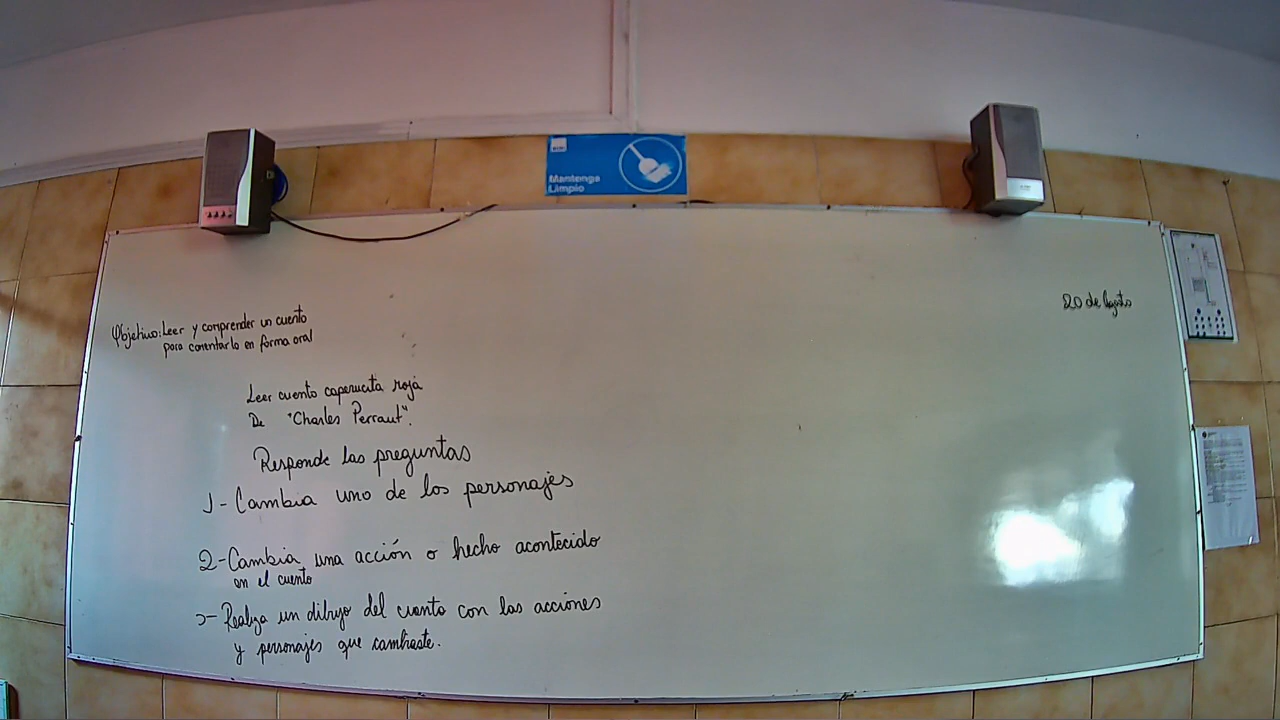 Mantenga
Limpio
20 de Agosto
Objetivo: Leer y comprender un cuento
para comentarlo en forma oral
Leer cuento caperucita roja
De "Charles Perraut".
Responde las preguntas
1- Cambia uno de los personajes
2- Cambia una acción o hecho acontecido
en el cuento
3- Realiza un dibujo del cuento con las acciones
y personajes que cambiaste.